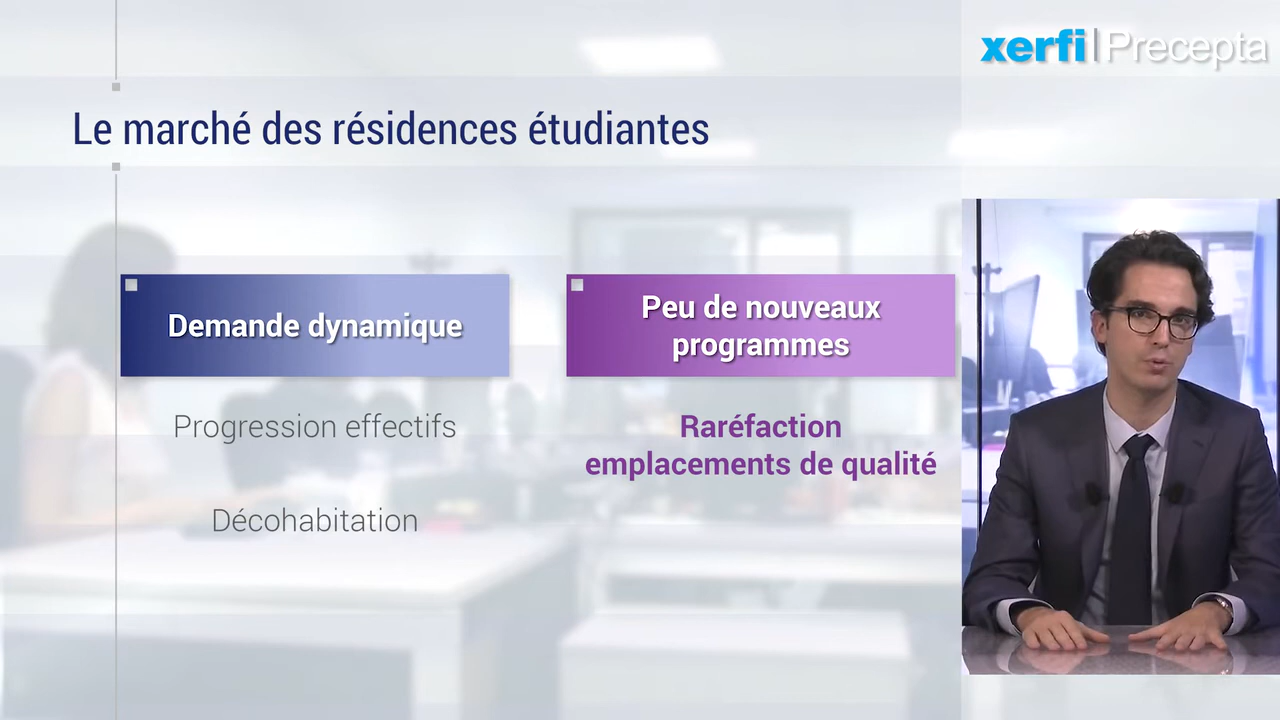 xerfi|Precepta
Le marché des résidences étudiantes
Demande dynamique
Peu de nouveaux
programmes
Progression effectifs
Raréfaction
emplacements de qualité
Décohabitation